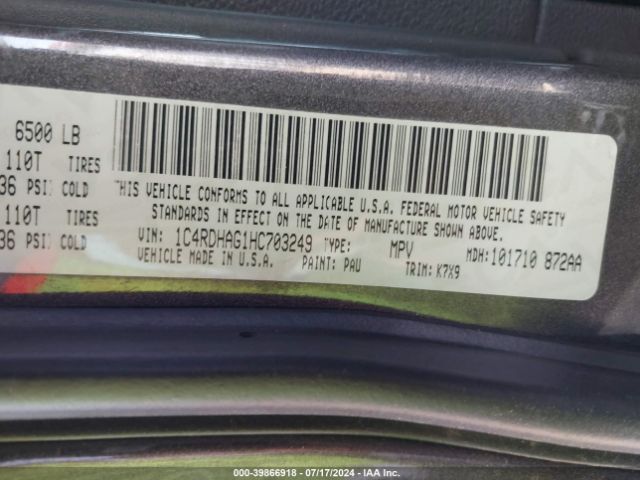 6500 LB
110T TIRES
36 PSI COLD
110T TIRES
36 PSI COLD
THIS VEHICLE CONFORMS TO ALL APPLICABLE U.S.A. FEDERAL MOTOR VEHICLE SAFETY
STANDARDS IN EFFECT ON THE DATE OF MANUFACTURE SHOWN ABOVE.
VIN: 1C4RDHAG1HC703249 TYPE: MPV MDH: 101710 872AA
VEHICLE MADE IN U.S.A. PAINT: PAU TRIM: K7X9
000-39866918 - 07/17/2024 - IAA Inc.